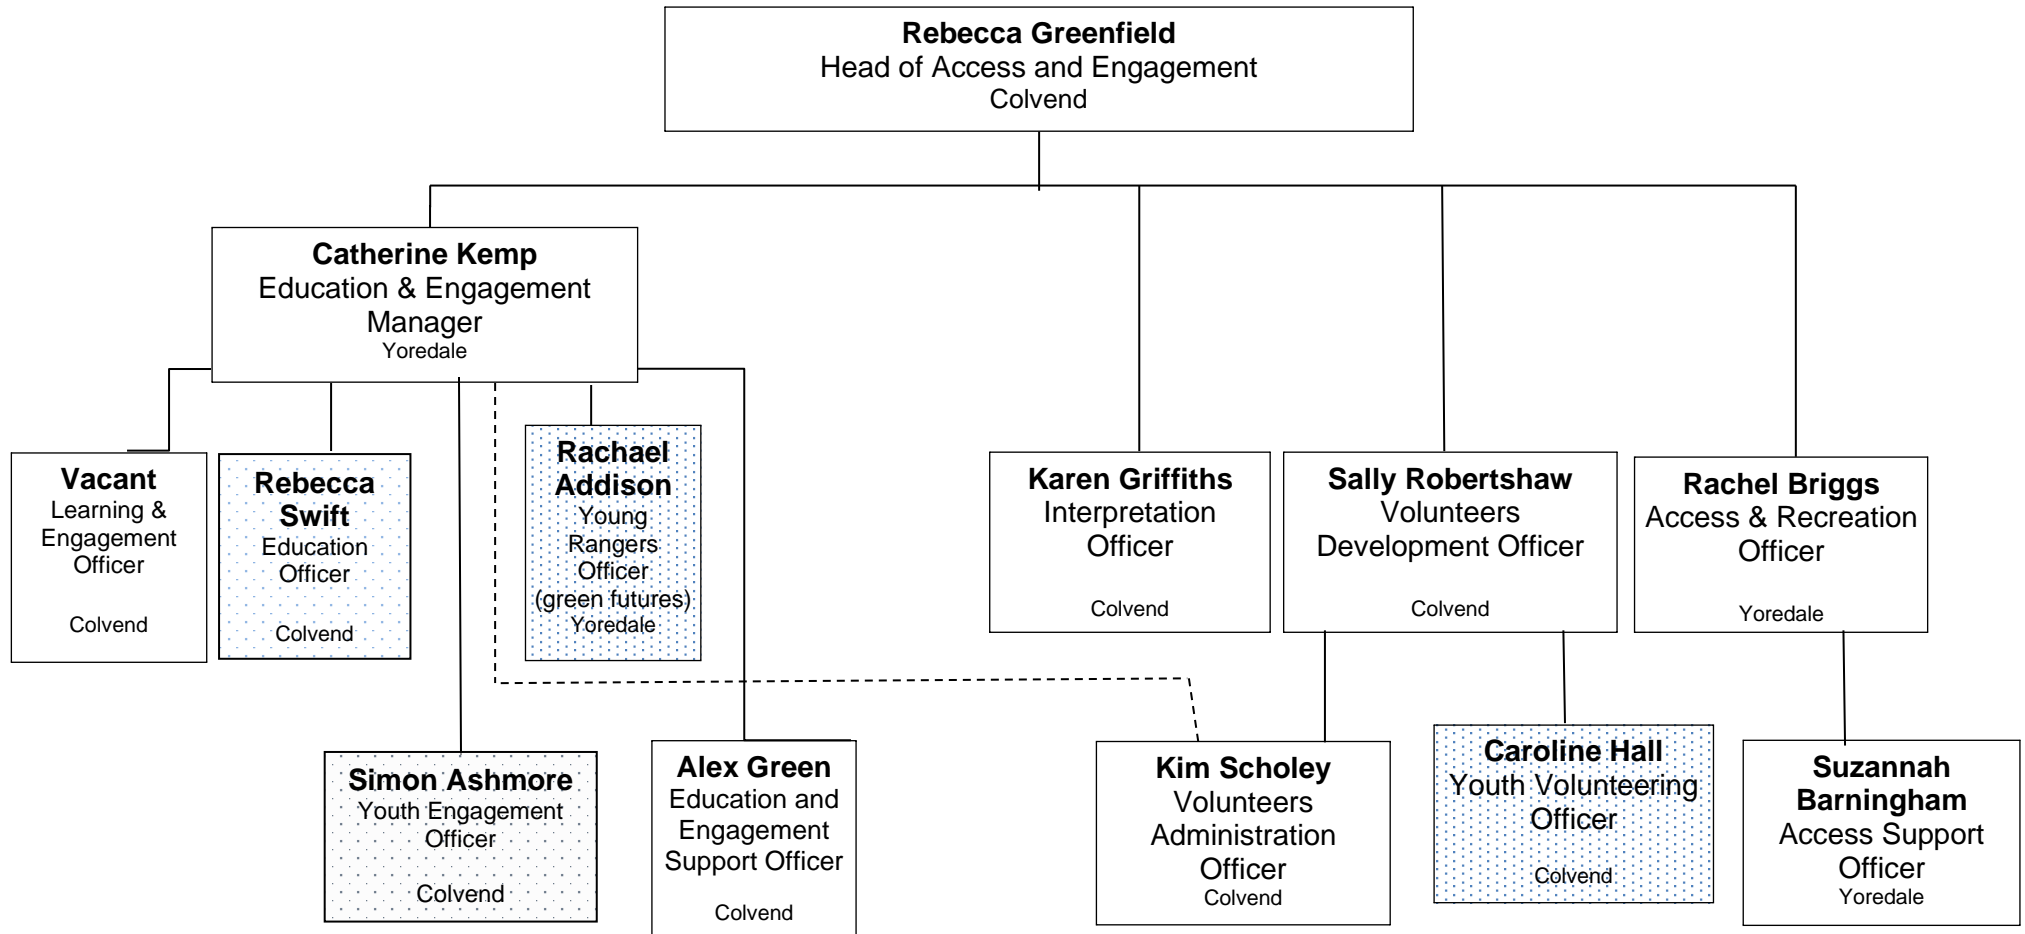 Rebecca Greenfield
Head of Access and Engagement
Colvend
Catherine Kemp
Education & Engagement
Manager
Yoredale
Vacant
Learning &
Engagement
Officer
Colvend
Rebecca
Swift
Education
Officer
Colvend
Rachael
Addison
Young
Rangers
Officer
(green futures)
Yoredale
Karen Griffiths
Interpretation
Officer
Colvend
Sally Robertshaw
Volunteers
Development Officer
Colvend
Rachel Briggs
Access & Recreation
Officer
Yoredale
Simon Ashmore
Youth Engagement
Officer
Colvend
Alex Green
Education and
Engagement
Support Officer
Colvend
Kim Scholey
Volunteers
Administration
Officer
Colvend
Caroline Hall
Youth Volunteering
Officer
Colvend
Suzannah
Barningham
Access Support
Officer
Yoredale